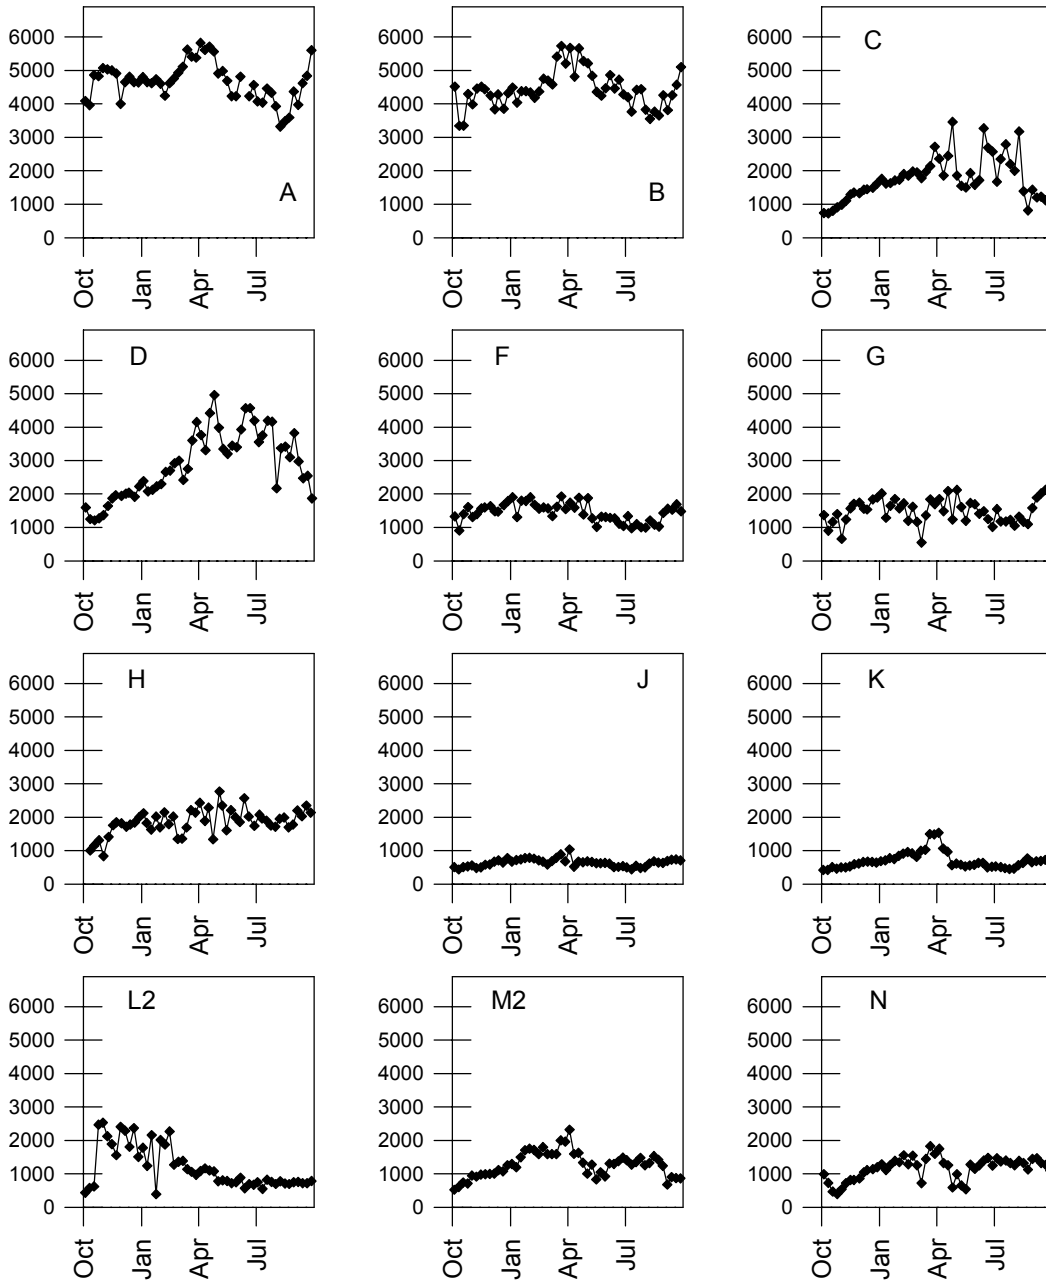 6000 5000 4000 3000 2000 1000 0 A Oct Jan Apr Jul
6000 5000 4000 3000 2000 1000 0 B Oct Jan Apr Jul
6000 5000 4000 3000 2000 1000 0 C Oct Jan Apr Jul
6000 5000 4000 3000 2000 1000 0 D Oct Jan Apr Jul
6000 5000 4000 3000 2000 1000 0 F Oct Jan Apr Jul
6000 5000 4000 3000 2000 1000 0 G Oct Jan Apr Jul
6000 5000 4000 3000 2000 1000 0 H Oct Jan Apr Jul
6000 5000 4000 3000 2000 1000 0 J Oct Jan Apr Jul
6000 5000 4000 3000 2000 1000 0 K Oct Jan Apr Jul
6000 5000 4000 3000 2000 1000 0 L2 Oct Jan Apr Jul
6000 5000 4000 3000 2000 1000 0 M2 Oct Jan Apr Jul
6000 5000 4000 3000 2000 1000 0 N Oct Jan Apr Jul